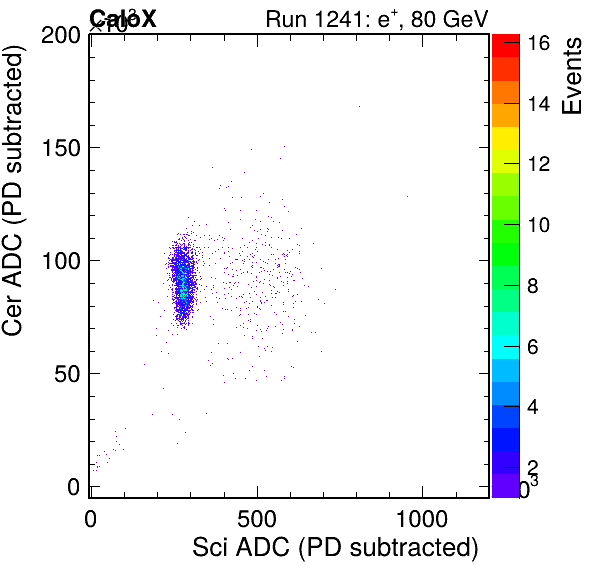 CaloX Run 1241: e+, 80 GeV
×10³
Cer ADC (PD subtracted)
200
150
100
50
0
0 500 1000
Sci ADC (PD subtracted)
Events
16
14
12
10
8
6
4
2